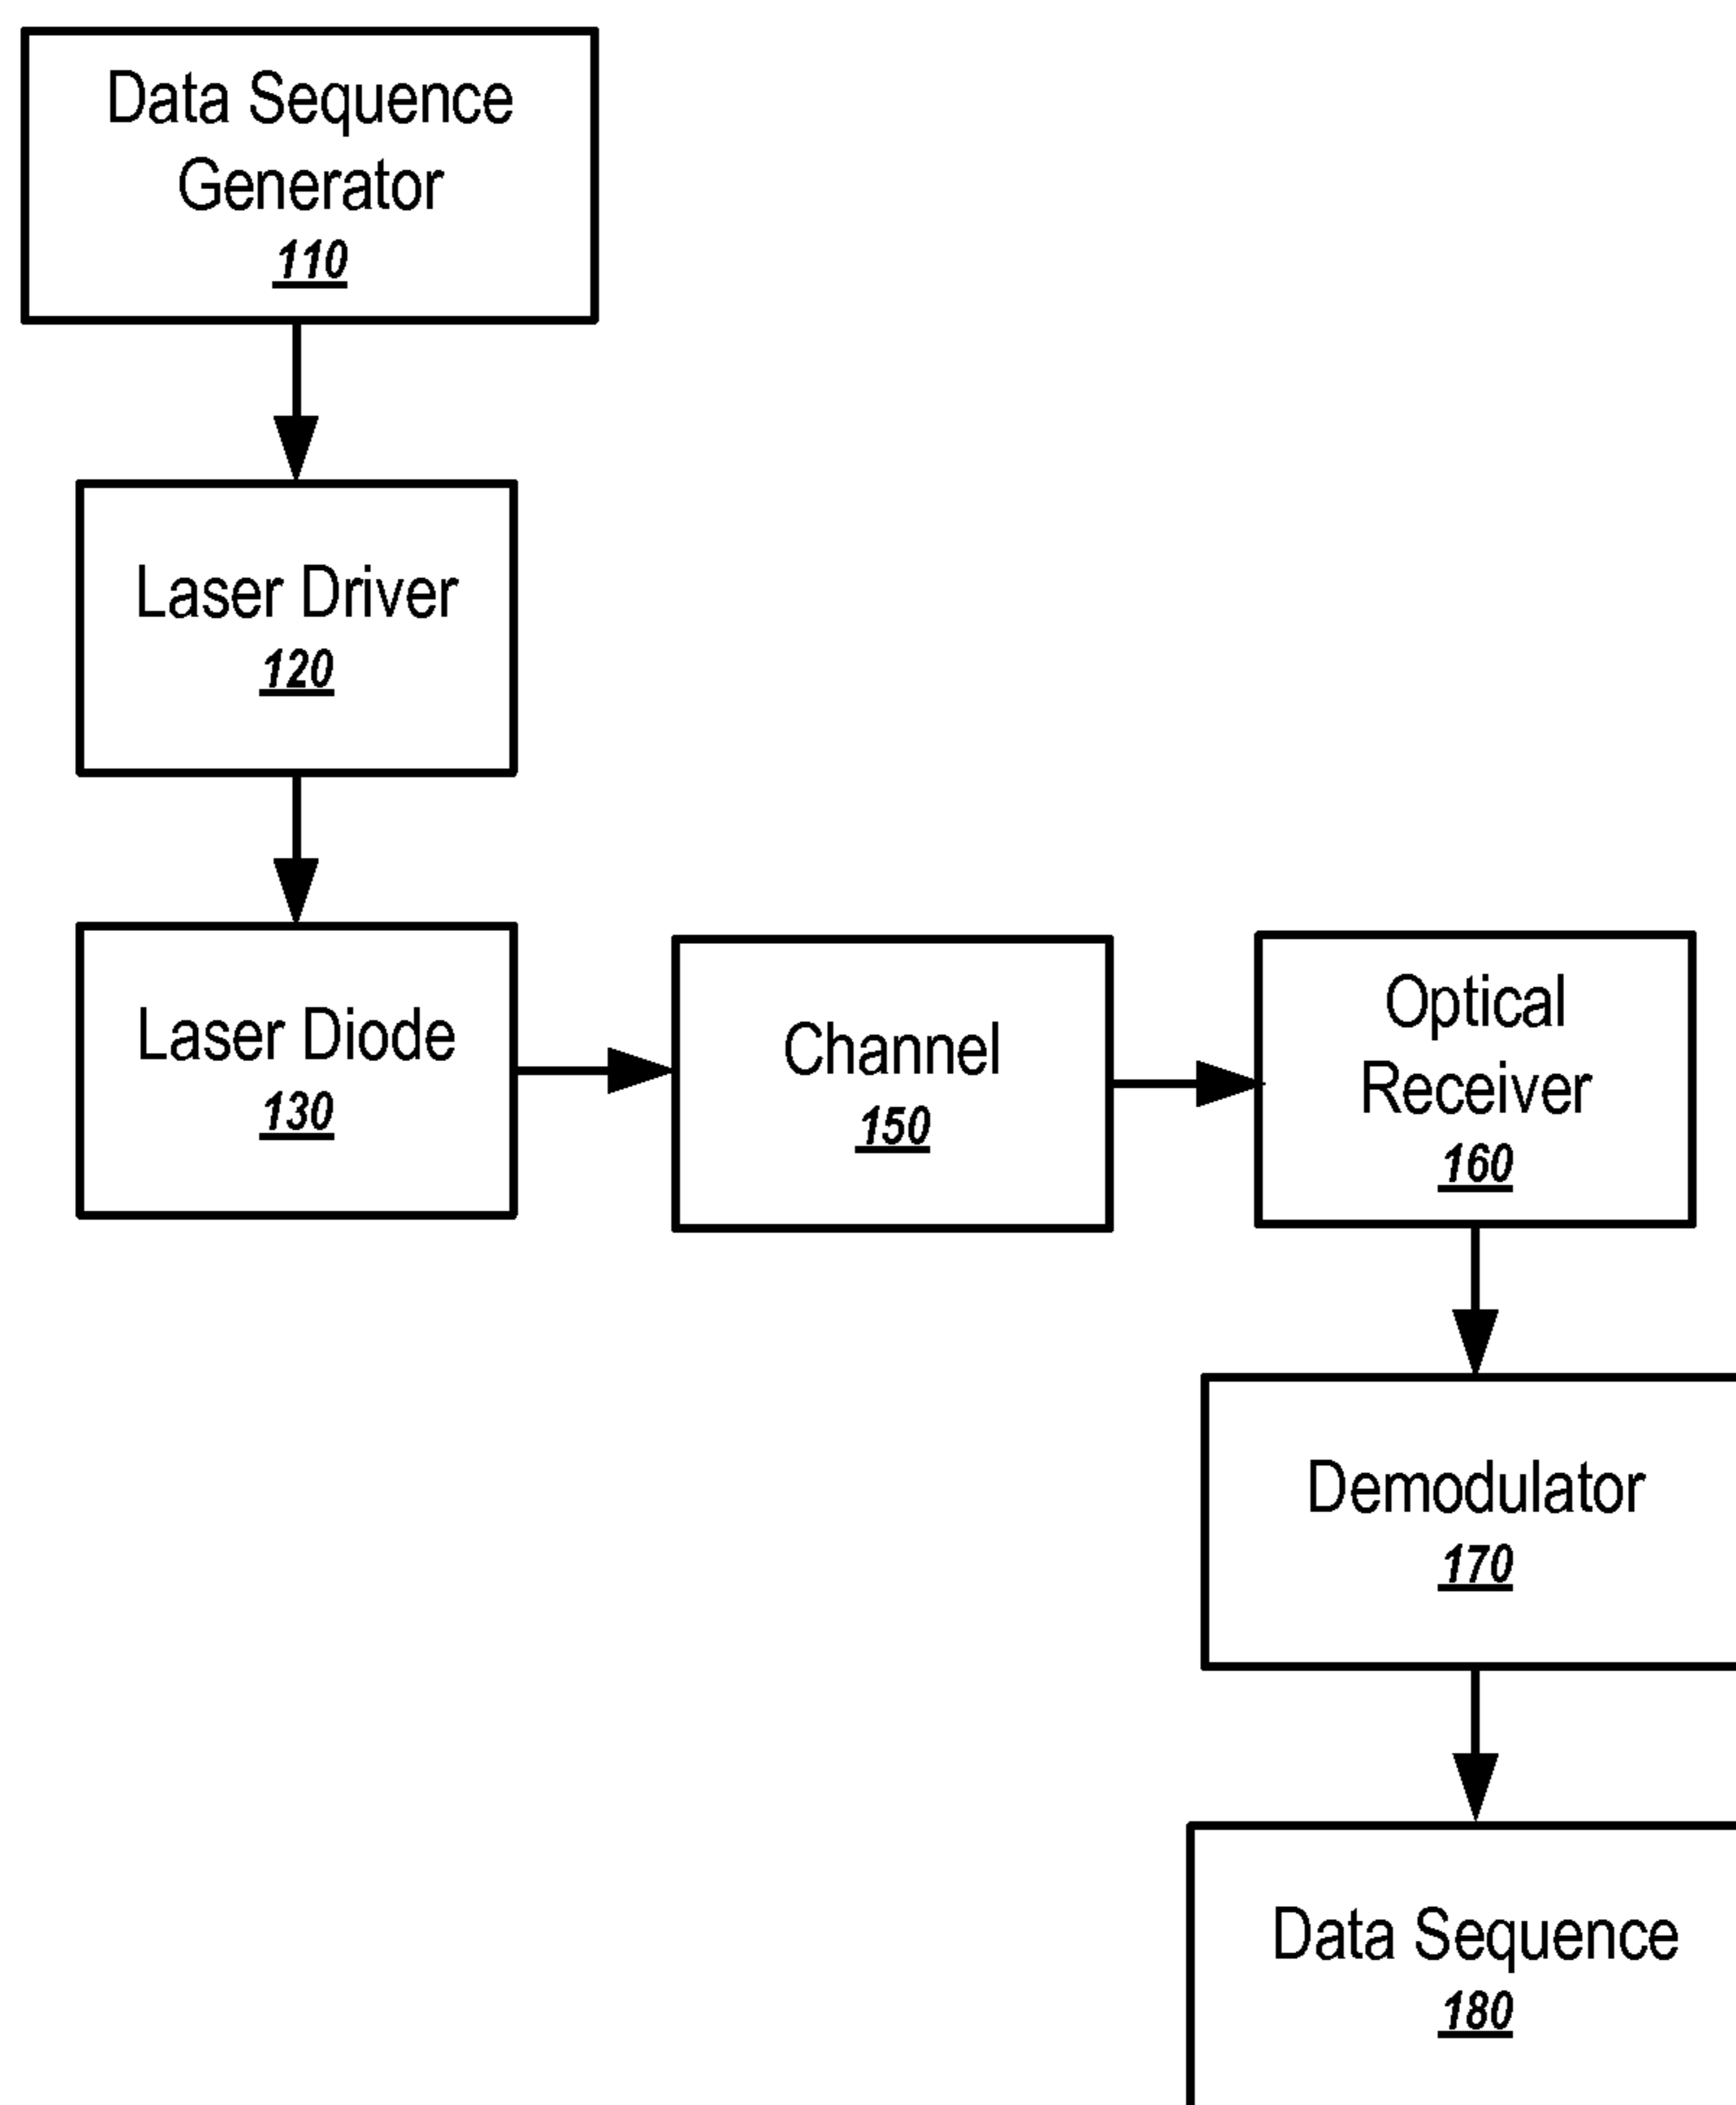 Data Sequence
Generator
110
Laser Driver
120
Laser Diode
130
Channel
150
Optical
Receiver
160
Demodulator
170
Data Sequence
180